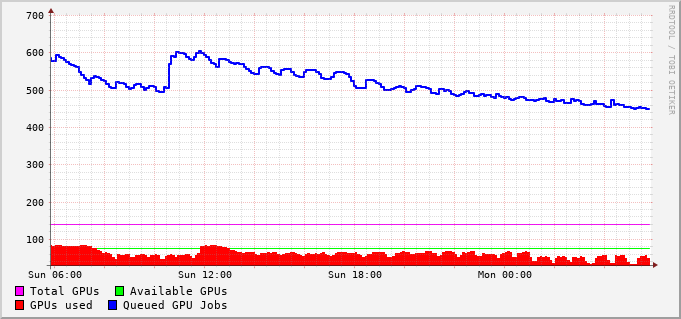 700
600
500
400
300
200
100
Sun 06:00 Sun 12:00 Sun 18:00 Mon 00:00
Total GPUs Available GPUs
GPUs used Queued GPU Jobs
RRDTOOL / TOBI OETIKER